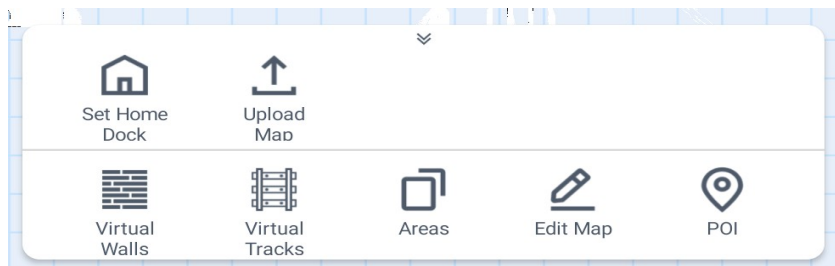 Set Home
Dock
Upload
Map
Virtual
Walls
Virtual
Tracks
Areas
Edit Map
POI